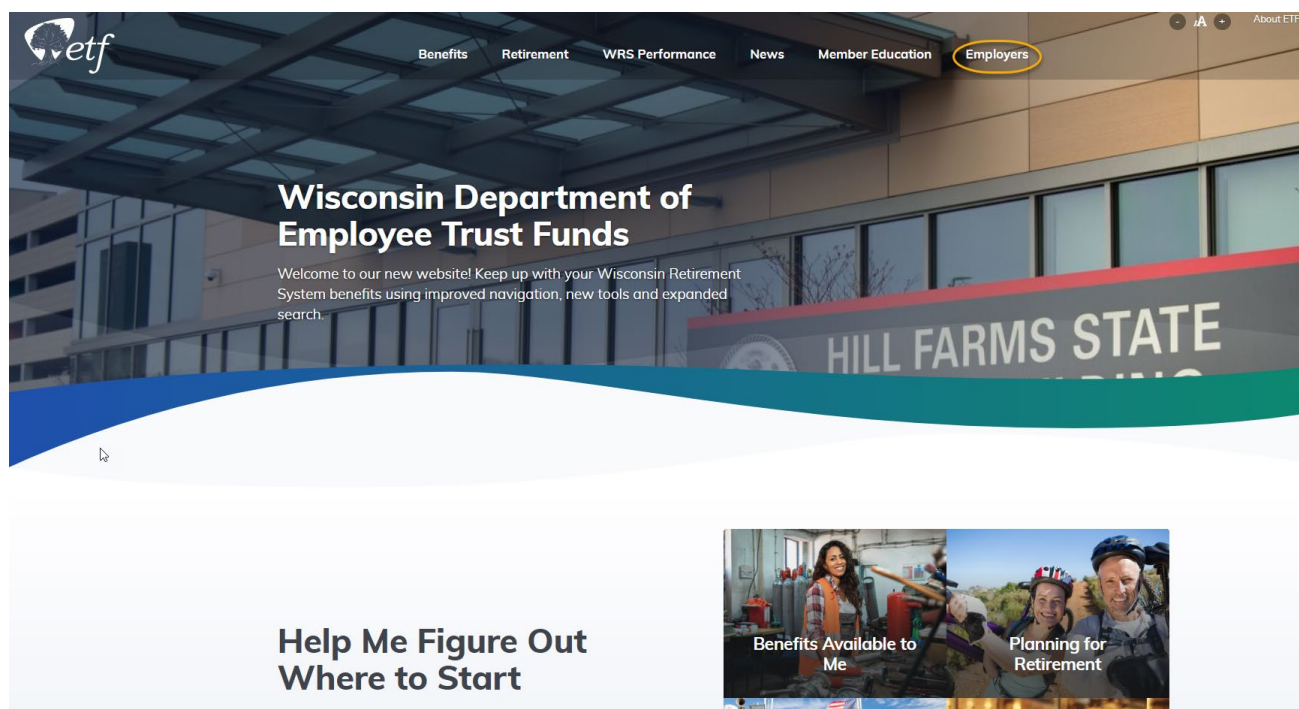 etf
- A +
About ETF
Benefits Retirement WRS Performance News Member Education Employers
Wisconsin Department of
Employee Trust Funds
Welcome to our new website! Keep up with your Wisconsin Retirement
System benefits using improved navigation, new tools and expanded
search.
HILL FARMS STATE
Help Me Figure Out
Where to Start
Benefits Available to
Me
Planning for
Retirement